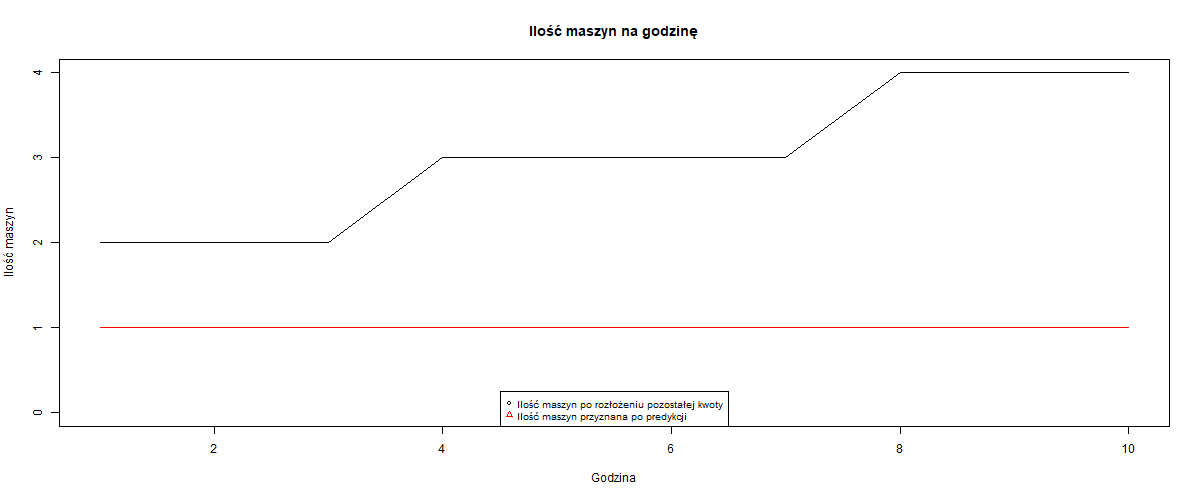 Ilość maszyn na godzinę
Ilość maszyn
4
3
2
1
0
Ilość maszyn po rozłożeniu pozostałej kwoty
Ilość maszyn przyznana po predykcji
2 4 6 8 10
Godzina